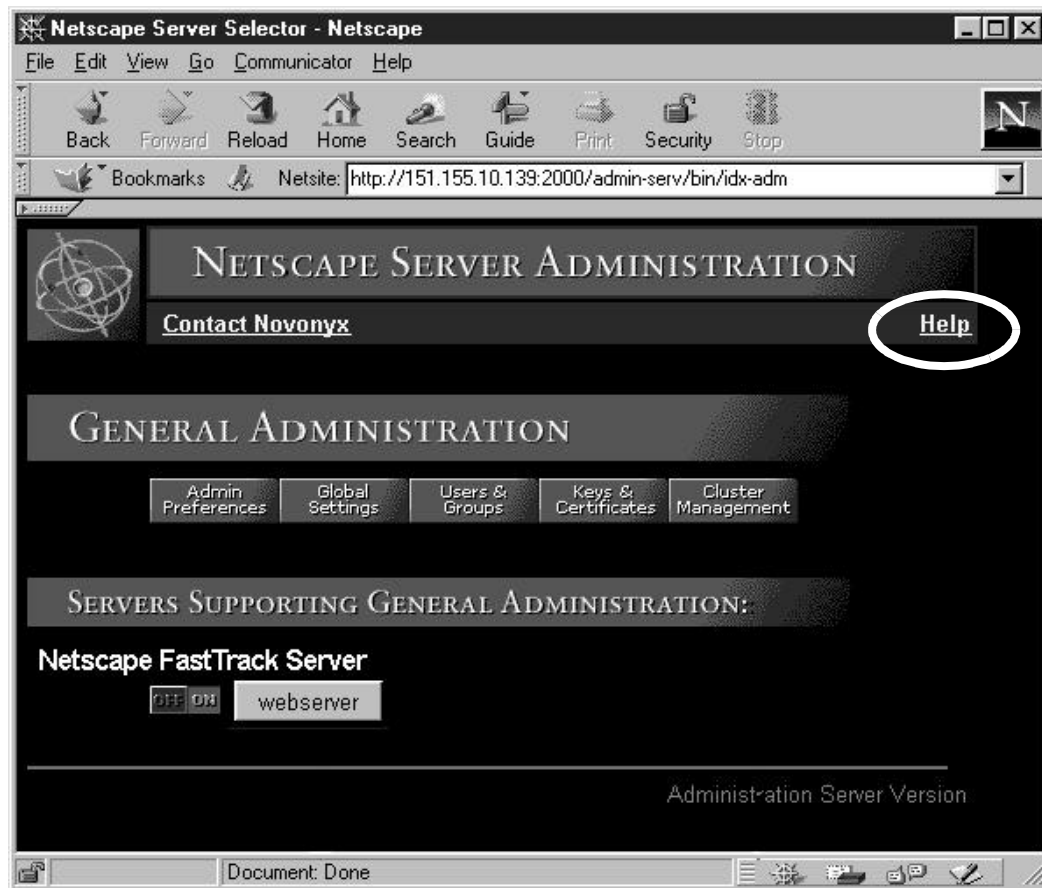 Netscape Server Selector - Netscape
File Edit View Go Communicator Help
Back Forward Reload Home Search Guide Print Security Stop
N
Bookmarks Netsite: http://151.155.10.139:2000/admin-serv/bin/idx-adm
NETSCAPE SERVER ADMINISTRATION
Contact Novonyx Help
GENERAL ADMINISTRATION
Admin Preferences Global Settings Users & Groups Keys & Certificates Cluster Management
SERVERS SUPPORTING GENERAL ADMINISTRATION:
Netscape FastTrack Server
OFF ON webserver
Administration Server Version
Document: Done